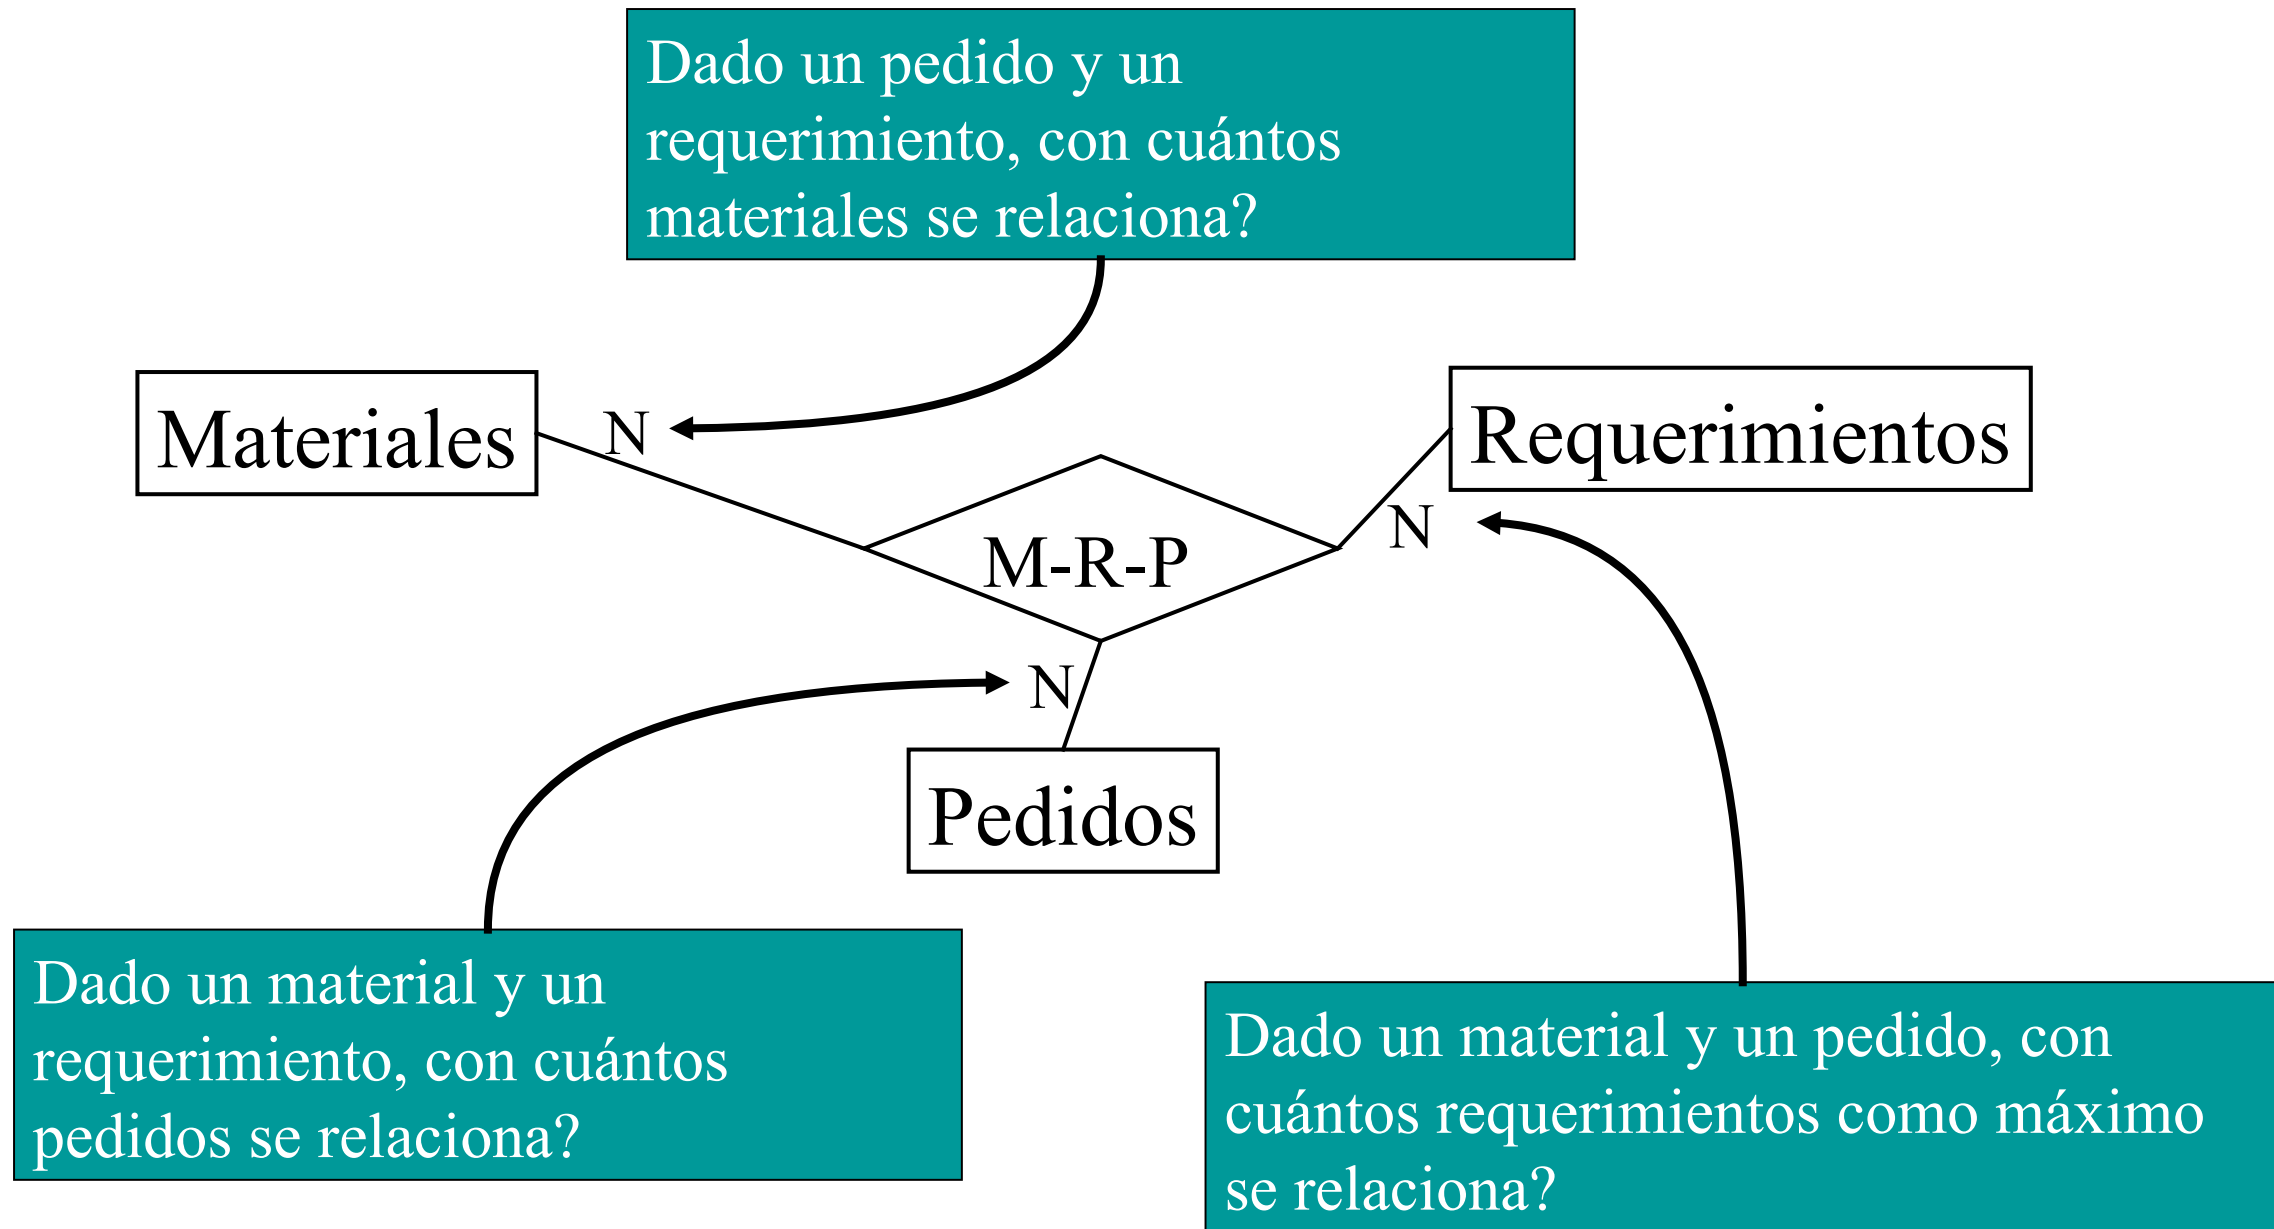 Dado un pedido y un
requerimiento, con cuántos
materiales se relaciona?
Materiales
N
Requerimientos
N
M-R-P
N
Pedidos
Dado un material y un
requerimiento, con cuántos
pedidos se relaciona?
Dado un material y un pedido, con
cuántos requerimientos como máximo
se relaciona?